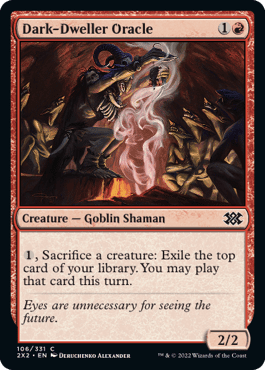 Dark-Dweller Oracle 1
Creature — Goblin Shaman
1, Sacrifice a creature: Exile the top
card of your library. You may play
that card this turn.
Eyes are unnecessary for seeing the
future.
2/2
106/331 C
2X2 • EN DERUCHENKO ALEXANDER
™ & © 2022 Wizards of the Coast